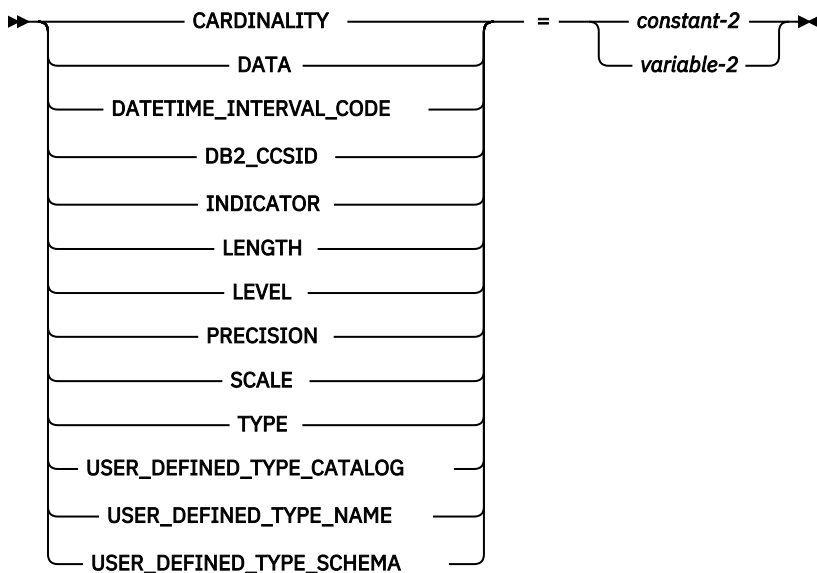 CARDINALITY = constant-2
DATA variable-2
DATETIME_INTERVAL_CODE
DB2_CCSID
INDICATOR
LENGTH
LEVEL
PRECISION
SCALE
TYPE
USER_DEFINED_TYPE_CATALOG
USER_DEFINED_TYPE_NAME
USER_DEFINED_TYPE_SCHEMA